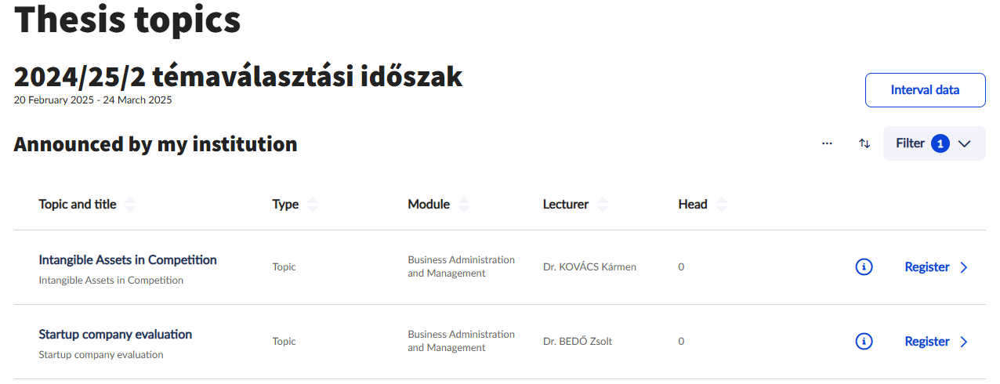 Thesis topics
2024/25/2 témaválasztási időszak
20 February 2025 - 24 March 2025
Interval data
Announced by my institution
... Filter 1
Topic and title Type Module Lecturer Head
Intangible Assets in Competition
Intangible Assets in Competition
Topic
Business Administration
and Management
Dr. KOVÁCS Kármen
0
Register
Startup company evaluation
Startup company evaluation
Topic
Business Administration
and Management
Dr. BEDŐ Zsolt
0
Register